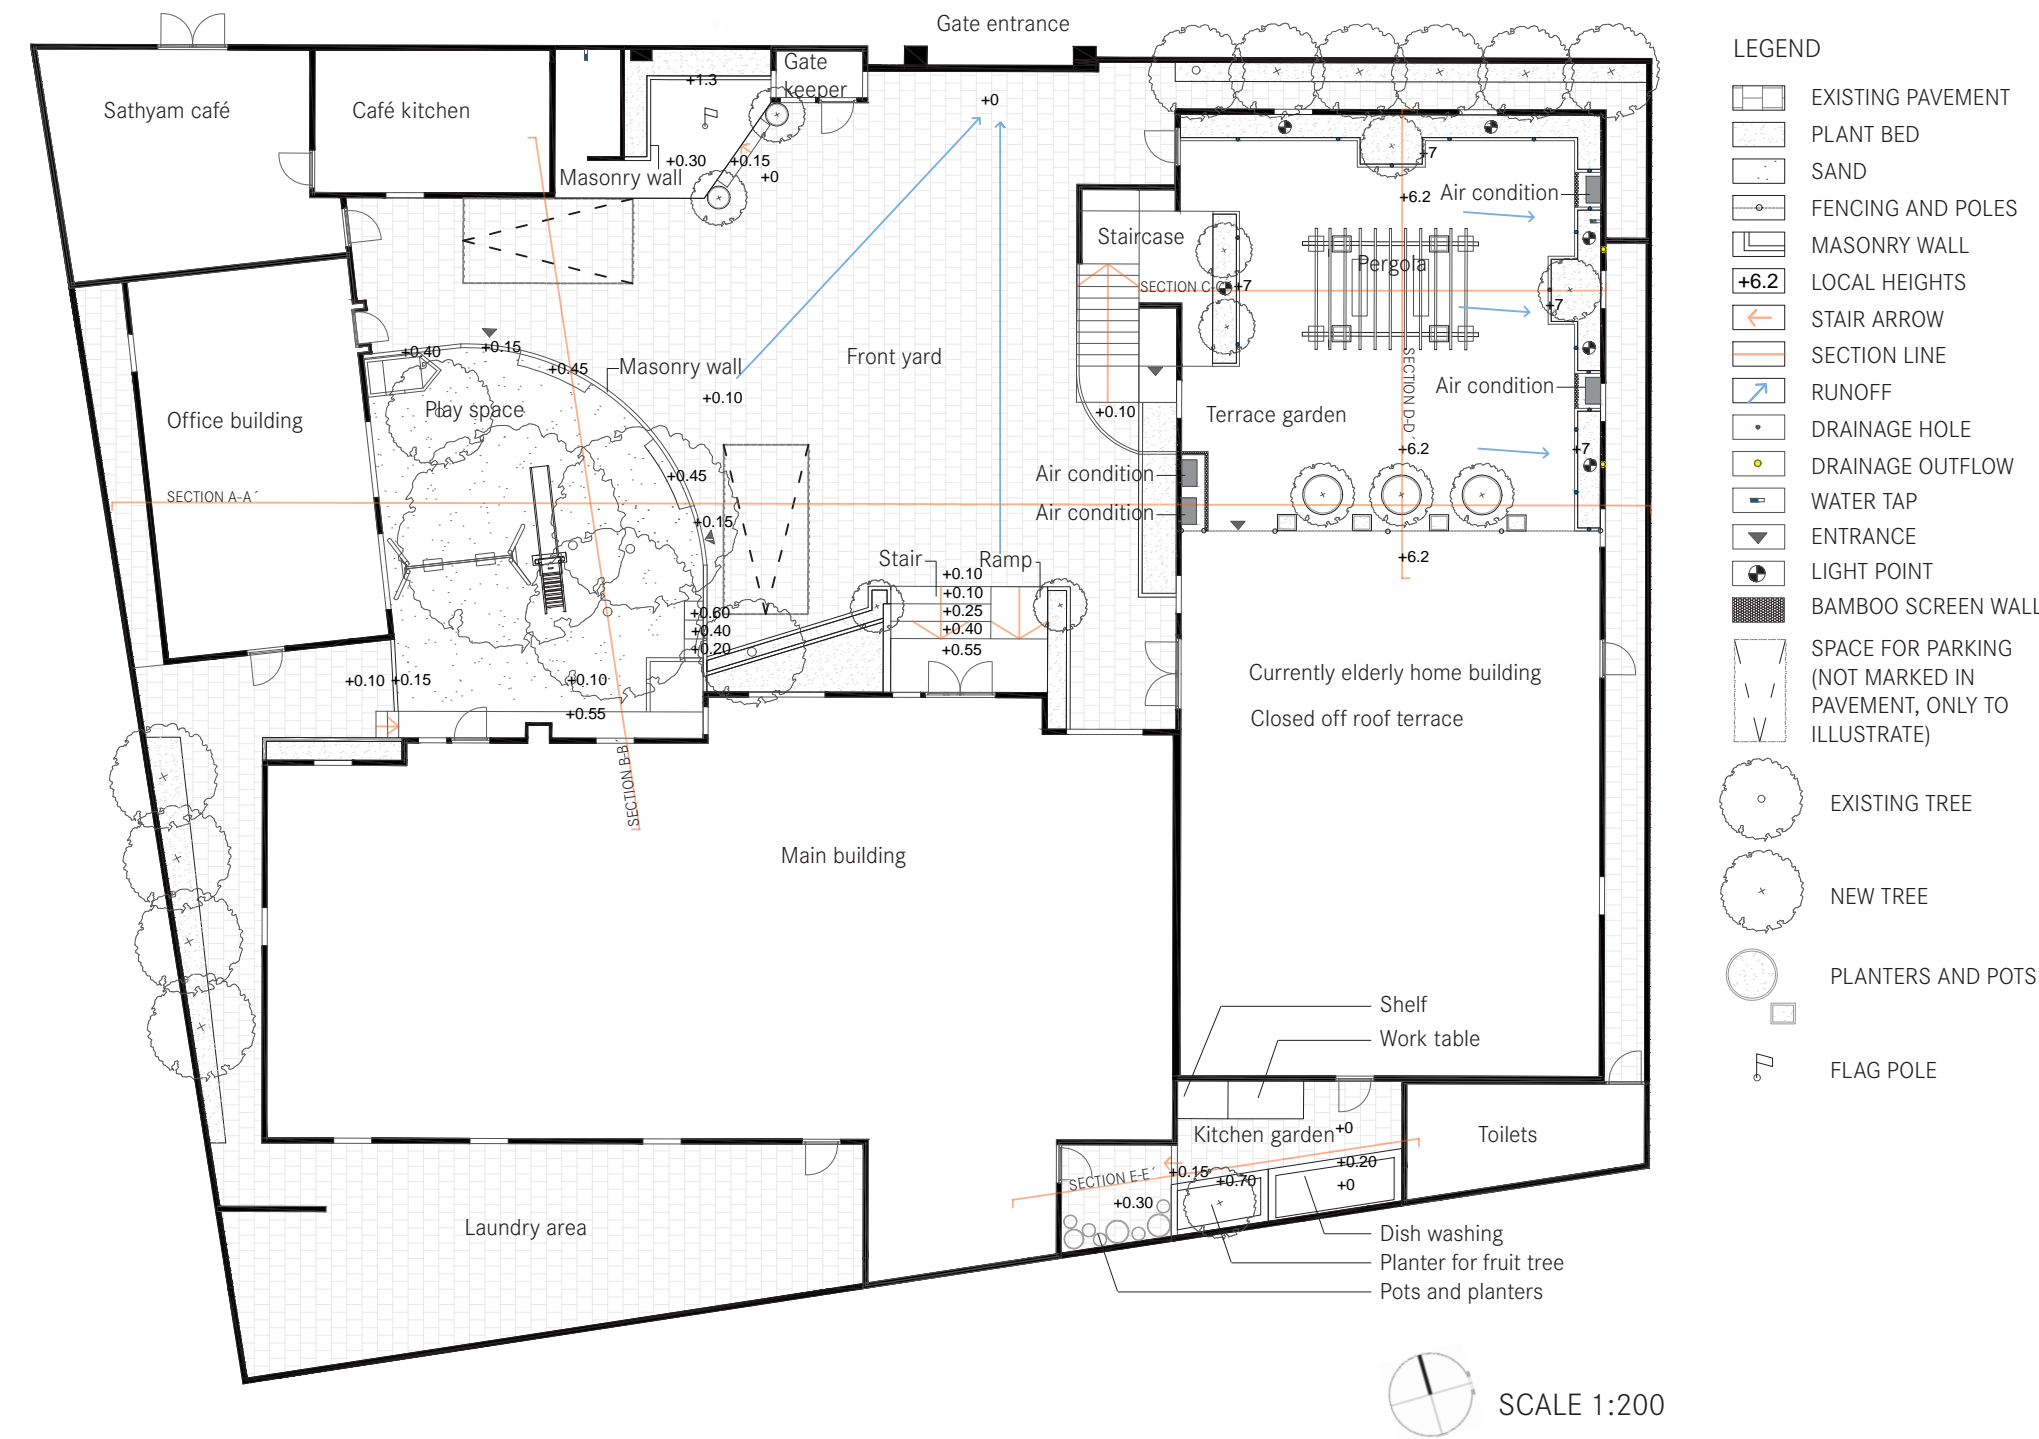 Gate entrance
Sathyam café
Café kitchen
Gate
keeper
+1.3
+0
+0.30
+0.15
+0
Masonry wall
+7
+6.2
Air condition
Staircase
Pergola
SECTION C-C
+7
+7
+0.40
+0.15
+0.45
Masonry wall
Front yard
+0.10
Play space
Office building
SECTION D-D´
Air condition
+0.10
Terrace garden
+6.2
+7
Air condition
+0.45
SECTION A-A´
Air condition
+0.15
Stair
Ramp
+6.2
+0.10
+0.10
+0.25
+0.40
+0.55
+0.60
+0.40
+0.20
+0.10
+0.15
+0.10
+0.55
SECTION B-B´
Currently elderly home building
Closed off roof terrace
Main building
Shelf
Work table
Kitchen garden
+0
Toilets
SECTION E-E´
+0.15
+0.70
+0.20
+0
+0.30
Laundry area
Dish washing
Planter for fruit tree
Pots and planters
SCALE 1:200
LEGEND
EXISTING PAVEMENT
PLANT BED
SAND
FENCING AND POLES
MASONRY WALL
+6.2 LOCAL HEIGHTS
STAIR ARROW
SECTION LINE
RUNOFF
DRAINAGE HOLE
DRAINAGE OUTFLOW
WATER TAP
ENTRANCE
LIGHT POINT
BAMBOO SCREEN WALL
SPACE FOR PARKING
(NOT MARKED IN
PAVEMENT, ONLY TO
ILLUSTRATE)
EXISTING TREE
NEW TREE
PLANTERS AND POTS
FLAG POLE